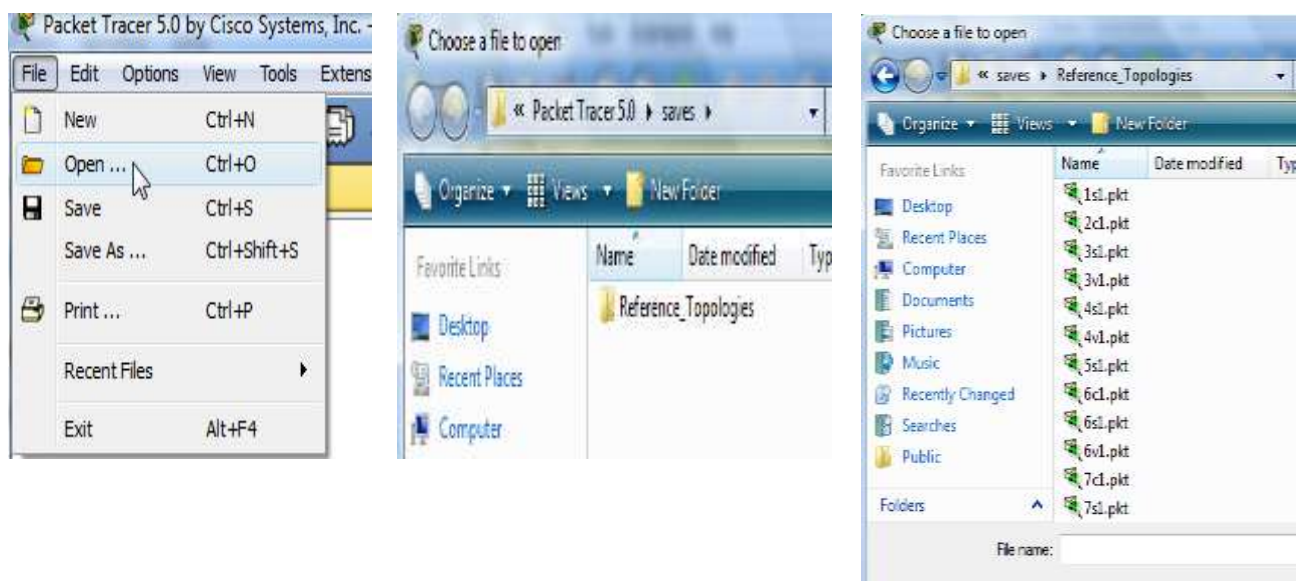 Packet Tracer 5.0 by Cisco Systems, Inc. -
File Edit Options View Tools Extens
New Ctrl+N
Open ... Ctrl+O
Save Ctrl+S
Save As ... Ctrl+Shift+S
Print ... Ctrl+P
Recent Files
Exit Alt+F4
Choose a file to open
« Packet Tracer 5.0 saves
Organize Views New Folder
Favorite Links
Name Date modified Typ
Desktop
Reference_Topologies
Recent Places
Computer
Choose a file to open
« saves Reference_Topologies
Organize Views New Folder
Favorite Links
Desktop
Recent Places
Computer
Documents
Pictures
Music
Recently Changed
Searches
Public
Folders
Name Date modified Typ
1s1.pkt
2c1.pkt
3s1.pkt
3v1.pkt
4s1.pkt
4v1.pkt
5s1.pkt
6c1.pkt
6s1.pkt
6v1.pkt
7c1.pkt
7s1.pkt
File name: